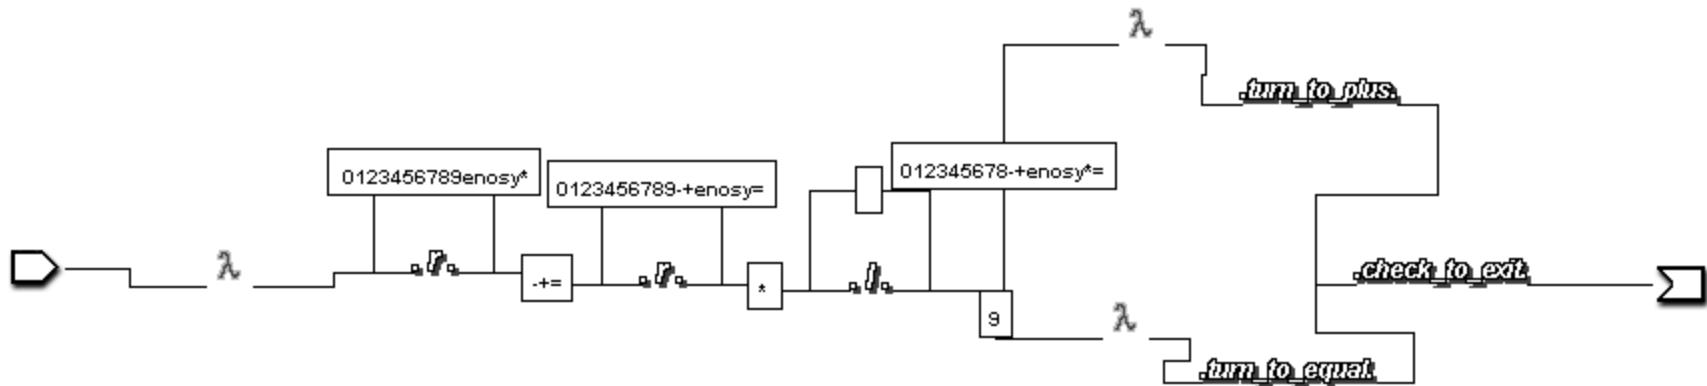 λ
.turn_to_plus.
0123456789enosy*
0123456789-+enosy=
012345678-+enosy*=
λ
.r.
-+=
.r.
*
.l.
9
.check_to_exit.
λ
.turn_to_equal.